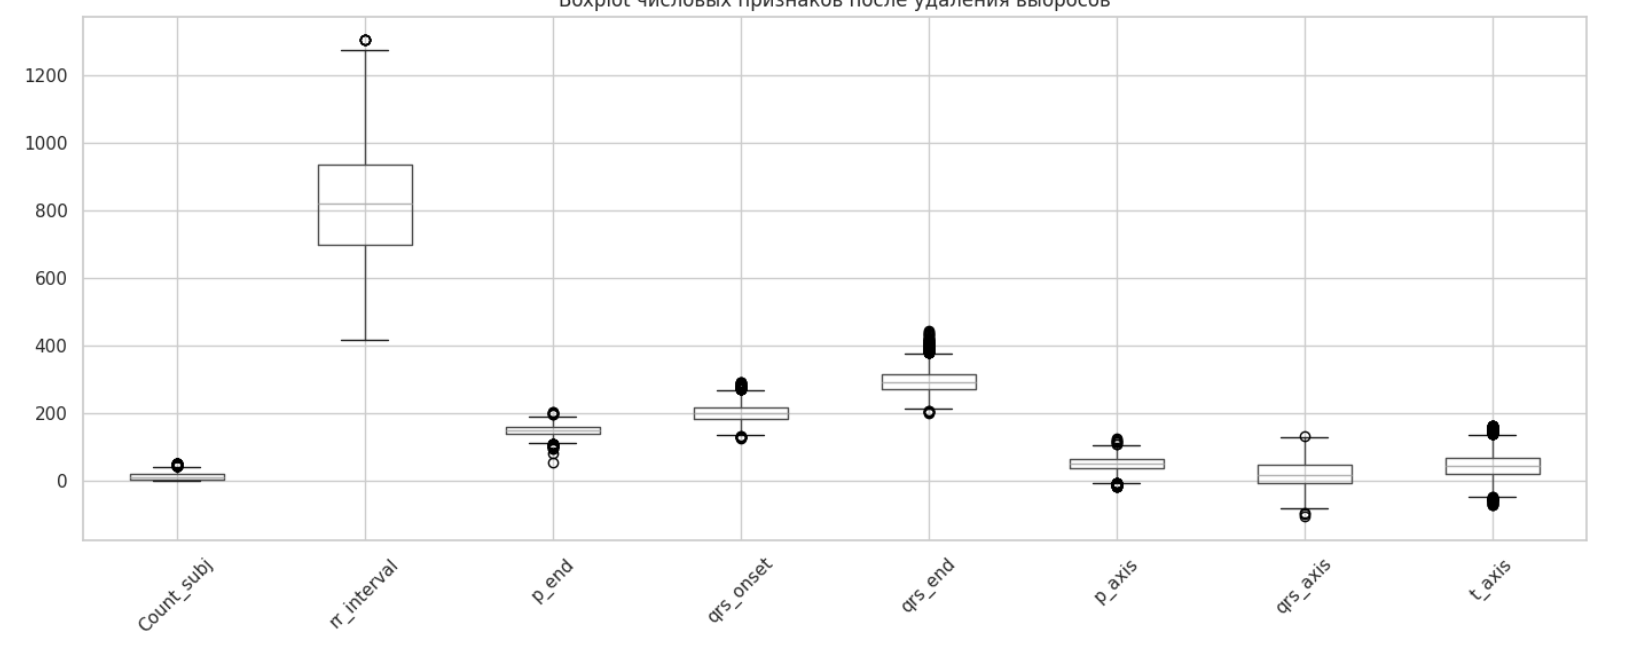 Boxplot числовых признаков после удаления выбросов
1200
1000
800
600
400
200
0
Count_subj
rr_interval
p_end
qrs_onset
qrs_end
p_axis
qrs_axis
t_axis